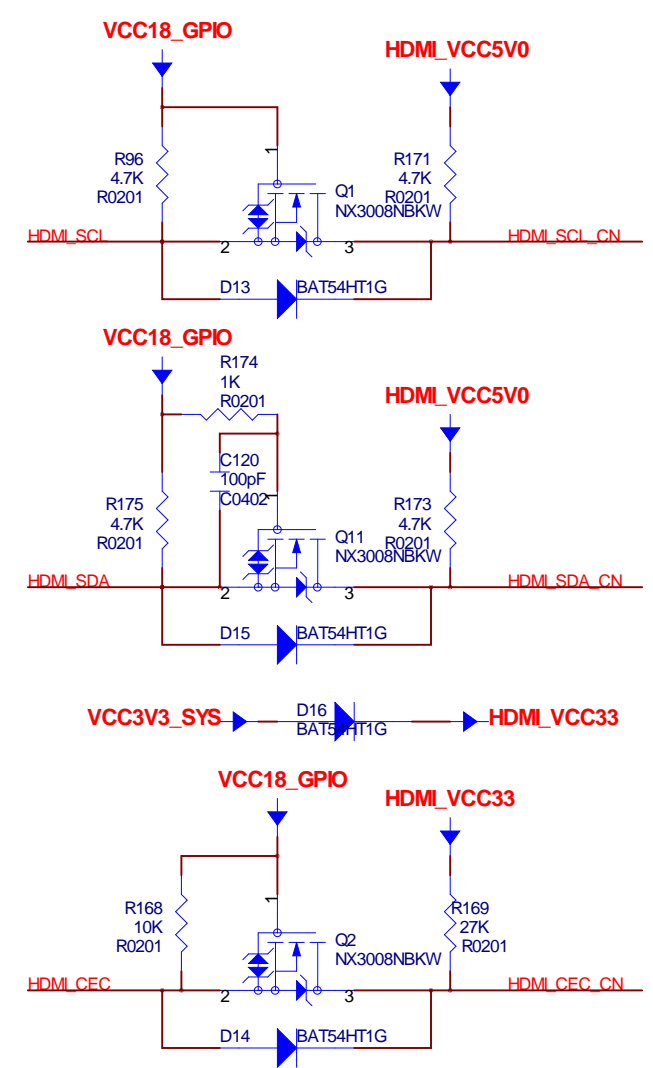 VCC18_GPIO
HDMI_VCC5V0
1
R96
4.7K
R0201
Q1
NX3008NBKW
R171
4.7K
R0201
HDMI_SCL
2
3
HDMI_SCL_CN
D13
BAT54HT1G
VCC18_GPIO
R174
1K
R0201
HDMI_VCC5V0
C120
100pF
C0402
1
R175
4.7K
R0201
Q11
NX3008NBKW
R173
4.7K
R0201
HDMI_SDA
2
3
HDMI_SDA_CN
D15
BAT54HT1G
VCC3V3_SYS
D16
BAT54HT1G
HDMI_VCC33
VCC18_GPIO
HDMI_VCC33
1
R168
10K
R0201
Q2
NX3008NBKW
R169
27K
R0201
HDMI_CEC
2
3
HDMI_CEC_CN
D14
BAT54HT1G